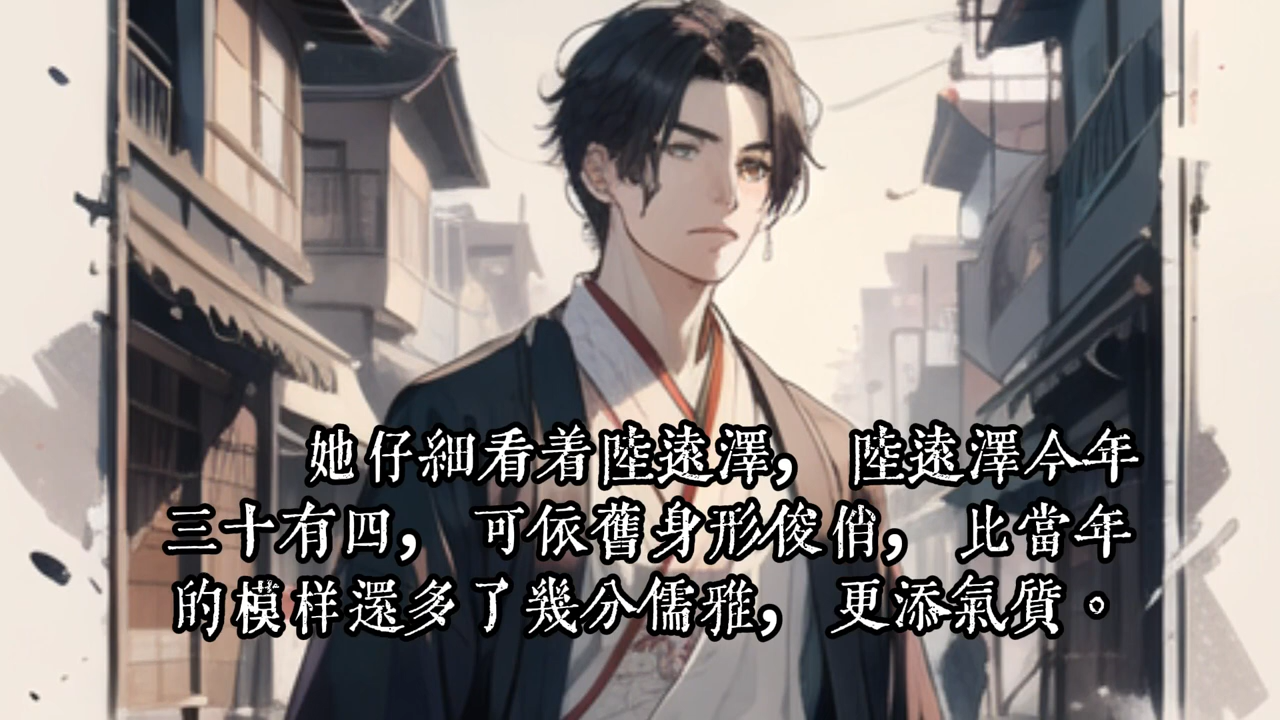 她仔細看着陸遠澤， 陸遠澤今年
三十有四， 可依舊身形俊俏， 比當年
的模样還多了幾分儒雅， 更添氣質。